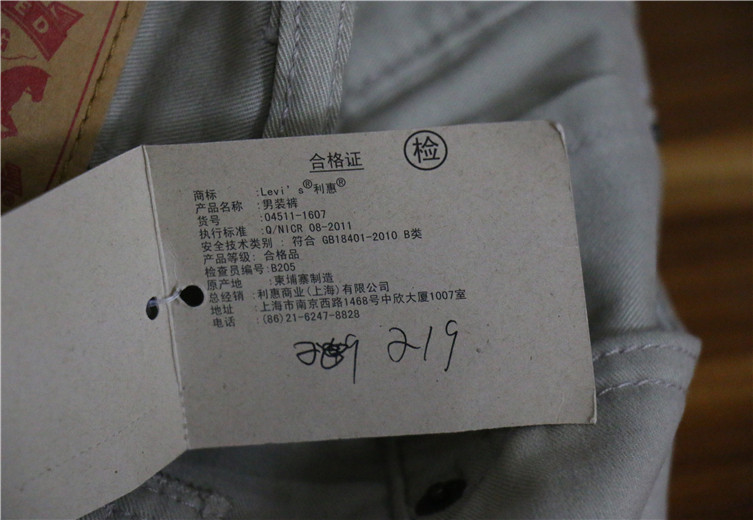 ED
G
合格证 检
商标 :Levi's®利惠®
产品名称 :男装裤
货号 :04511-1607
执行标准 :Q/NICR 08-2011
安全技术类别 : 符合 GB18401-2010 B类
产品等级: 合格品
检查员编号:B205
原产地 :柬埔寨制造
总经销 :利惠商业(上海)有限公司
地址 :上海市南京西路1468号中欣大厦1007室
电话 :(86)21-6247-8828
219